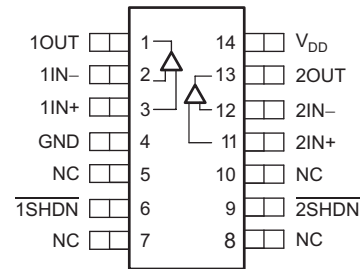 1OUT 1 14 VDD
1IN− 2 13 2OUT
1IN+ 3 12 2IN−
GND 4 11 2IN+
NC 5 10 NC
1SHDN 6 9 2SHDN
NC 7 8 NC